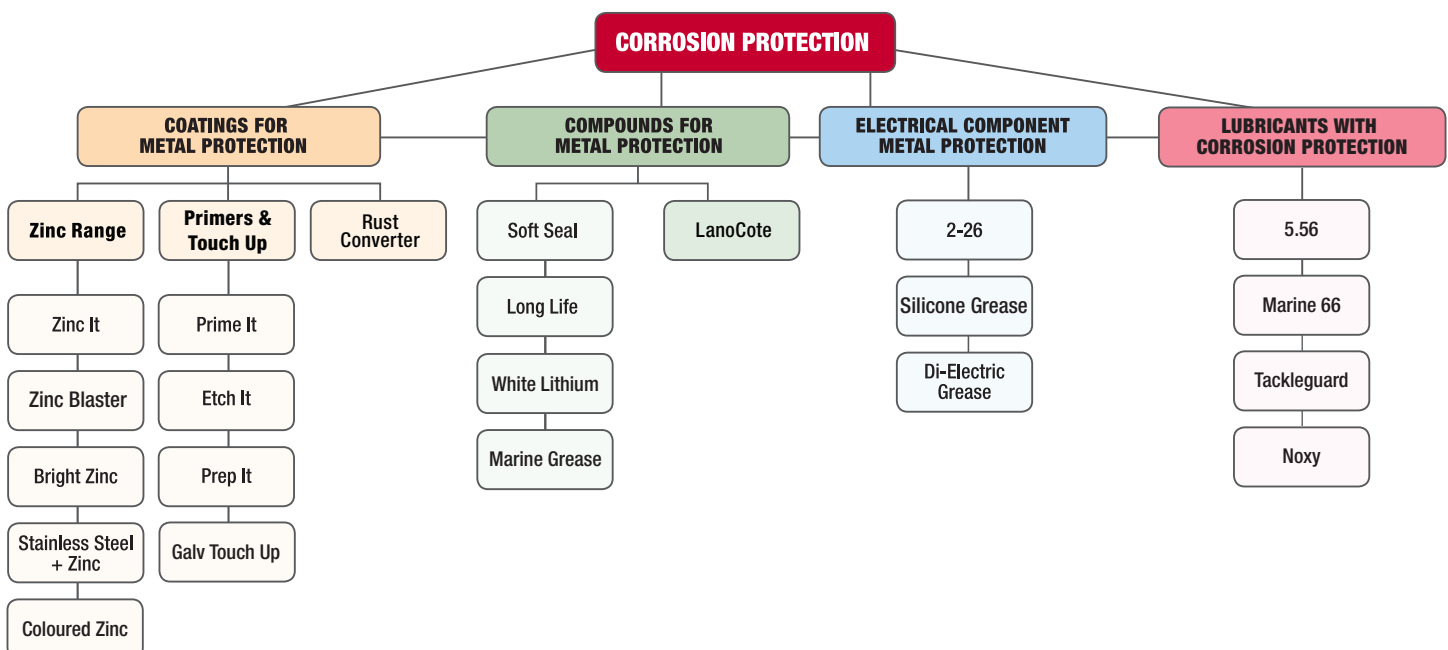 CORROSION PROTECTION
COATINGS FOR
METAL PROTECTION
COMPOUNDS FOR
METAL PROTECTION
ELECTRICAL COMPONENT
METAL PROTECTION
LUBRICANTS WITH
CORROSION PROTECTION
Zinc Range
Zinc It
Zinc Blaster
Bright Zinc
Stainless Steel
+ Zinc
Coloured Zinc
Primers &
Touch Up
Prime It
Etch It
Prep It
Galv Touch Up
Rust
Converter
Soft Seal
Long Life
White Lithium
Marine Grease
LanoCote
2-26
Silicone Grease
Di-Electric
Grease
5.56
Marine 66
Tackleguard
Noxy